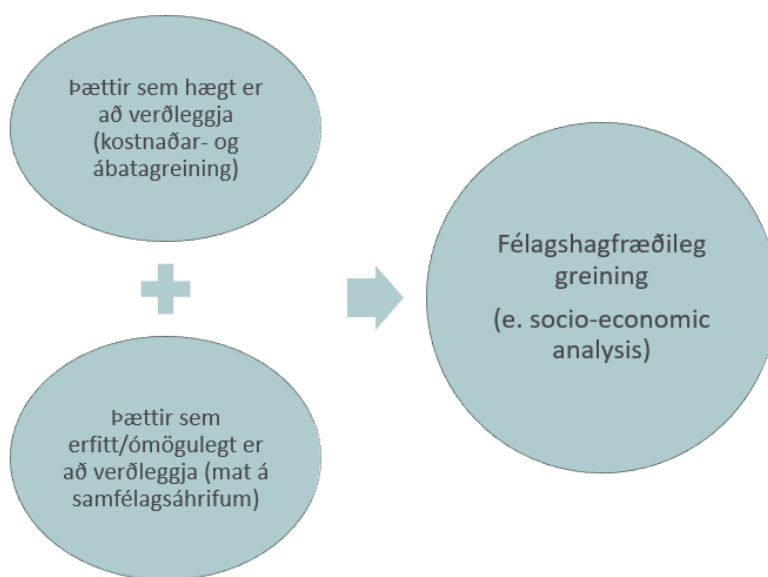 Þættir sem hægt er
að verðleggja
(kostnaðar- og
ábatagreining)
Þættir sem
erfitt/ómögulegt er
að verðleggja (mat á
samfélagsáhrifum)
Félagshagfræðileg
greining
(e. socio-economic
analysis)